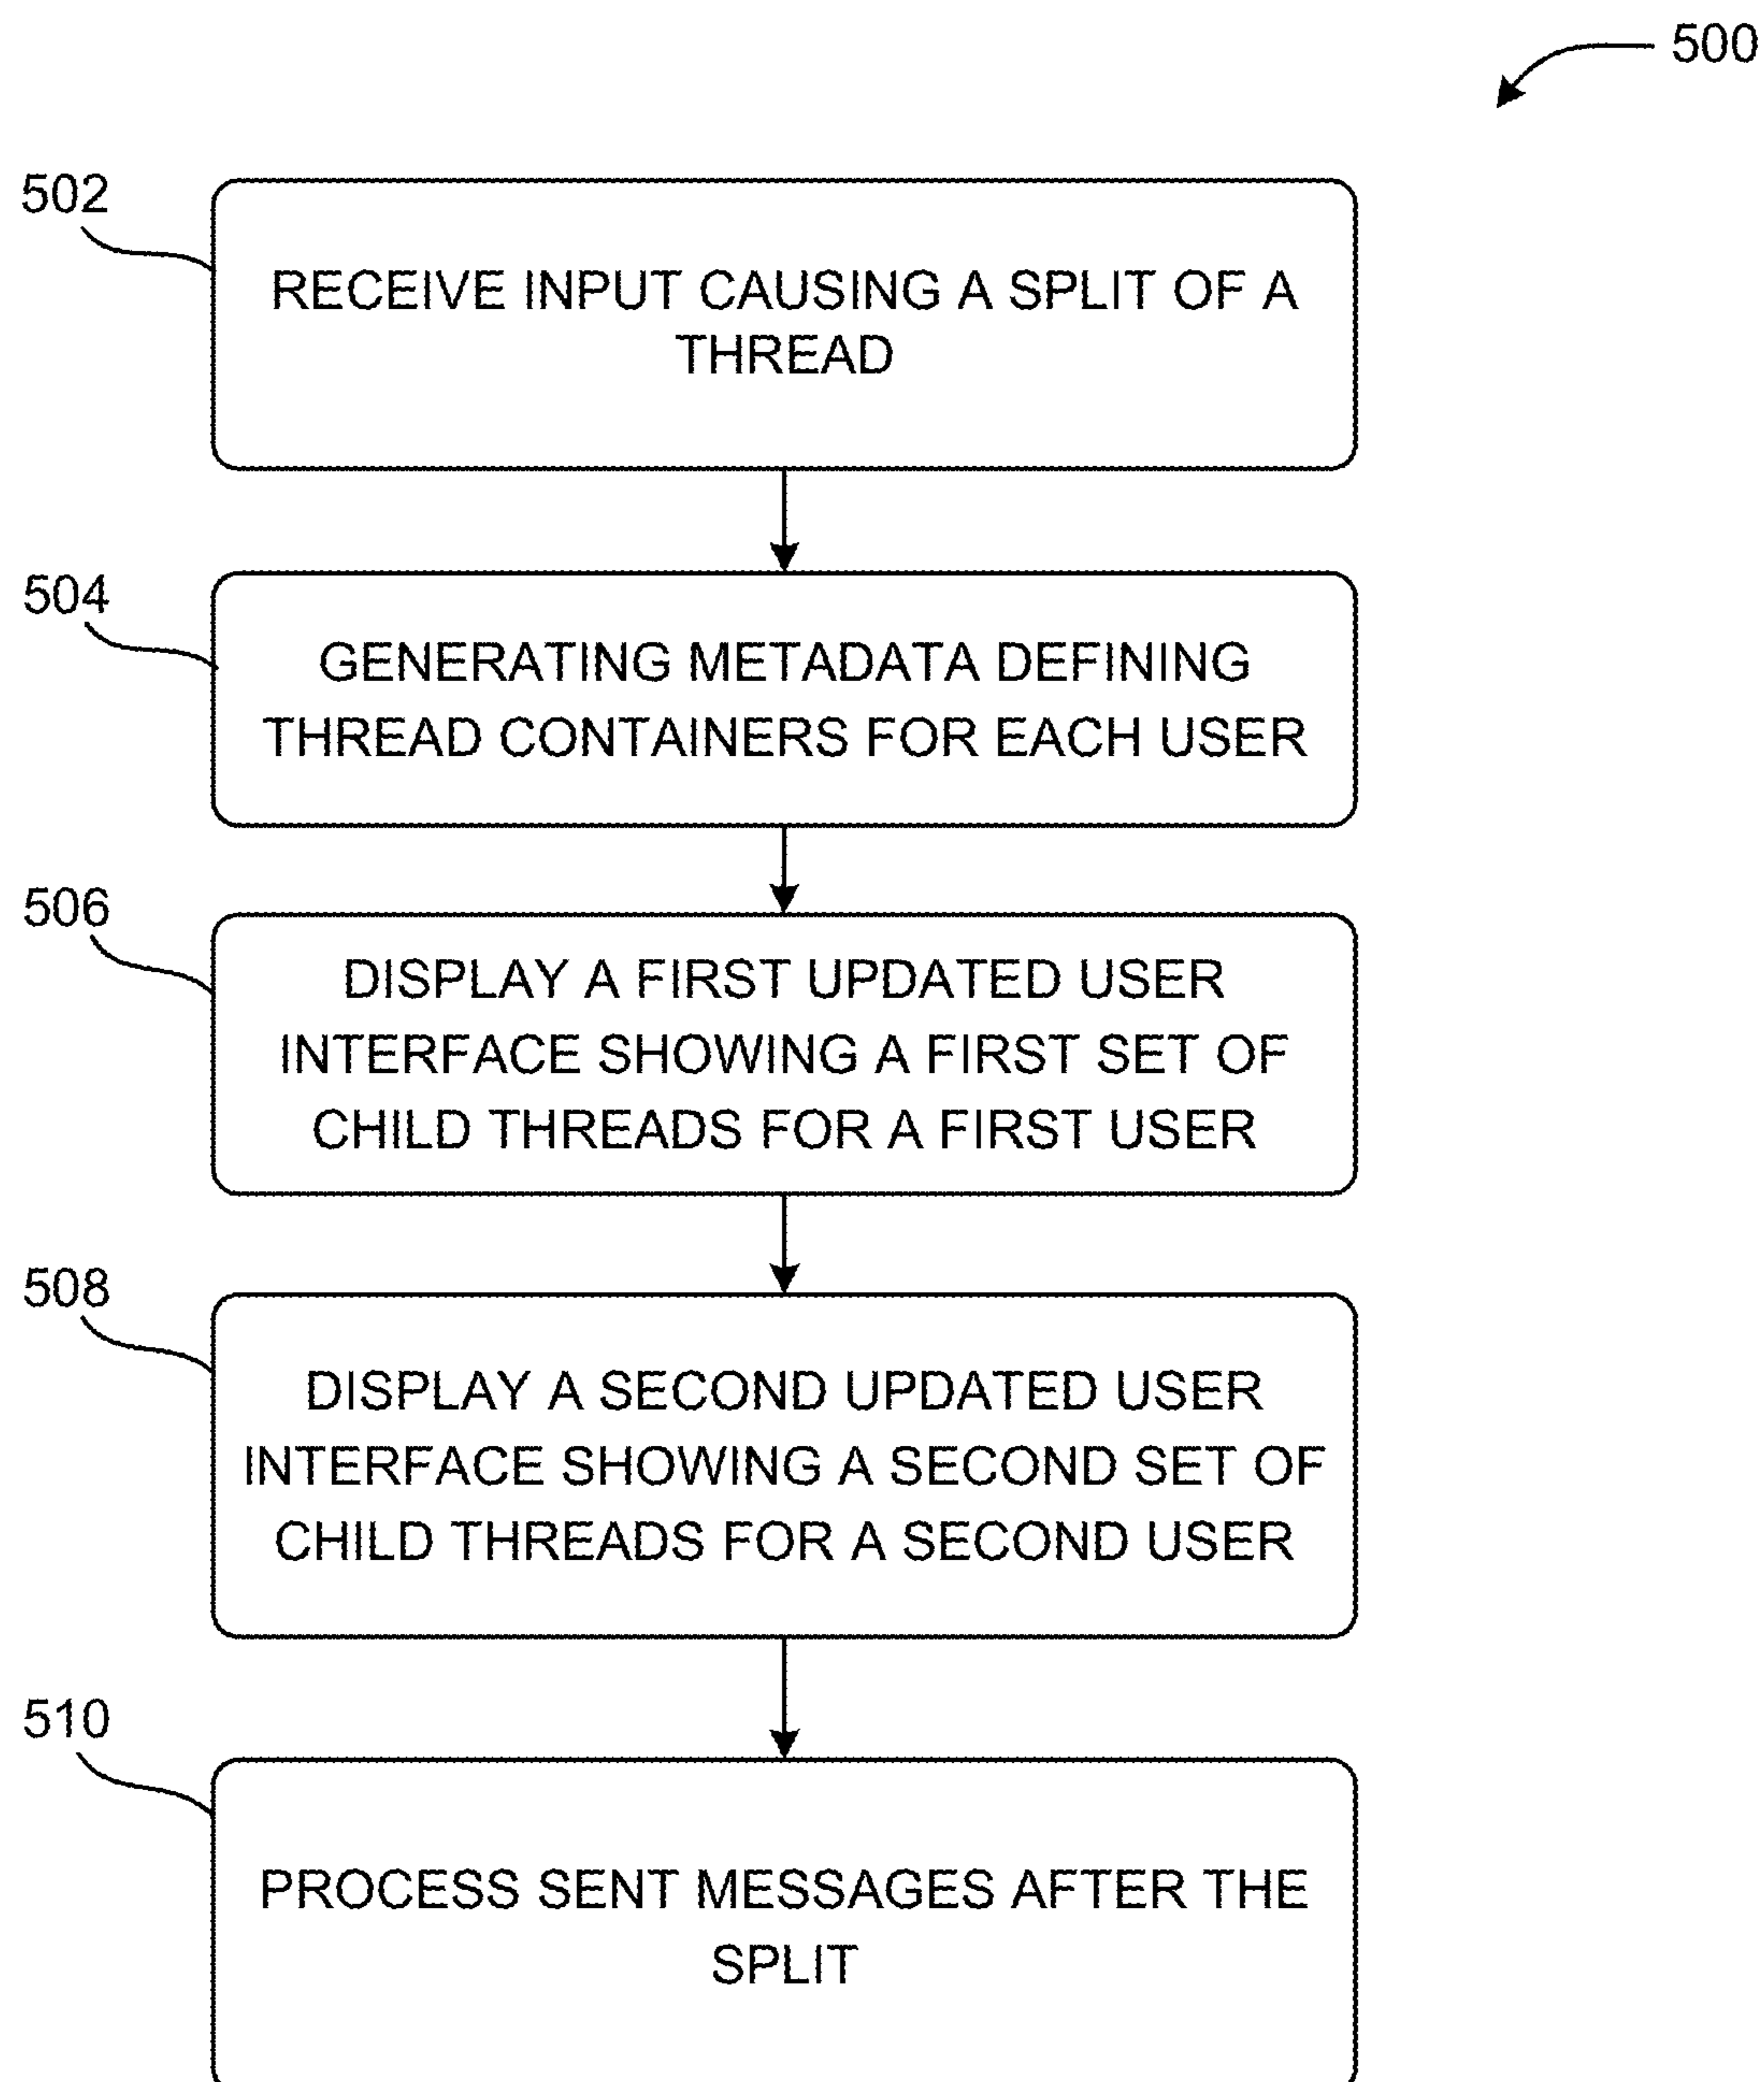 500
502
RECEIVE INPUT CAUSING A SPLIT OF A
THREAD
504
GENERATING METADATA DEFINING
THREAD CONTAINERS FOR EACH USER
506
DISPLAY A FIRST UPDATED USER
INTERFACE SHOWING A FIRST SET OF
CHILD THREADS FOR A FIRST USER
508
DISPLAY A SECOND UPDATED USER
INTERFACE SHOWING A SECOND SET OF
CHILD THREADS FOR A SECOND USER
510
PROCESS SENT MESSAGES AFTER THE
SPLIT